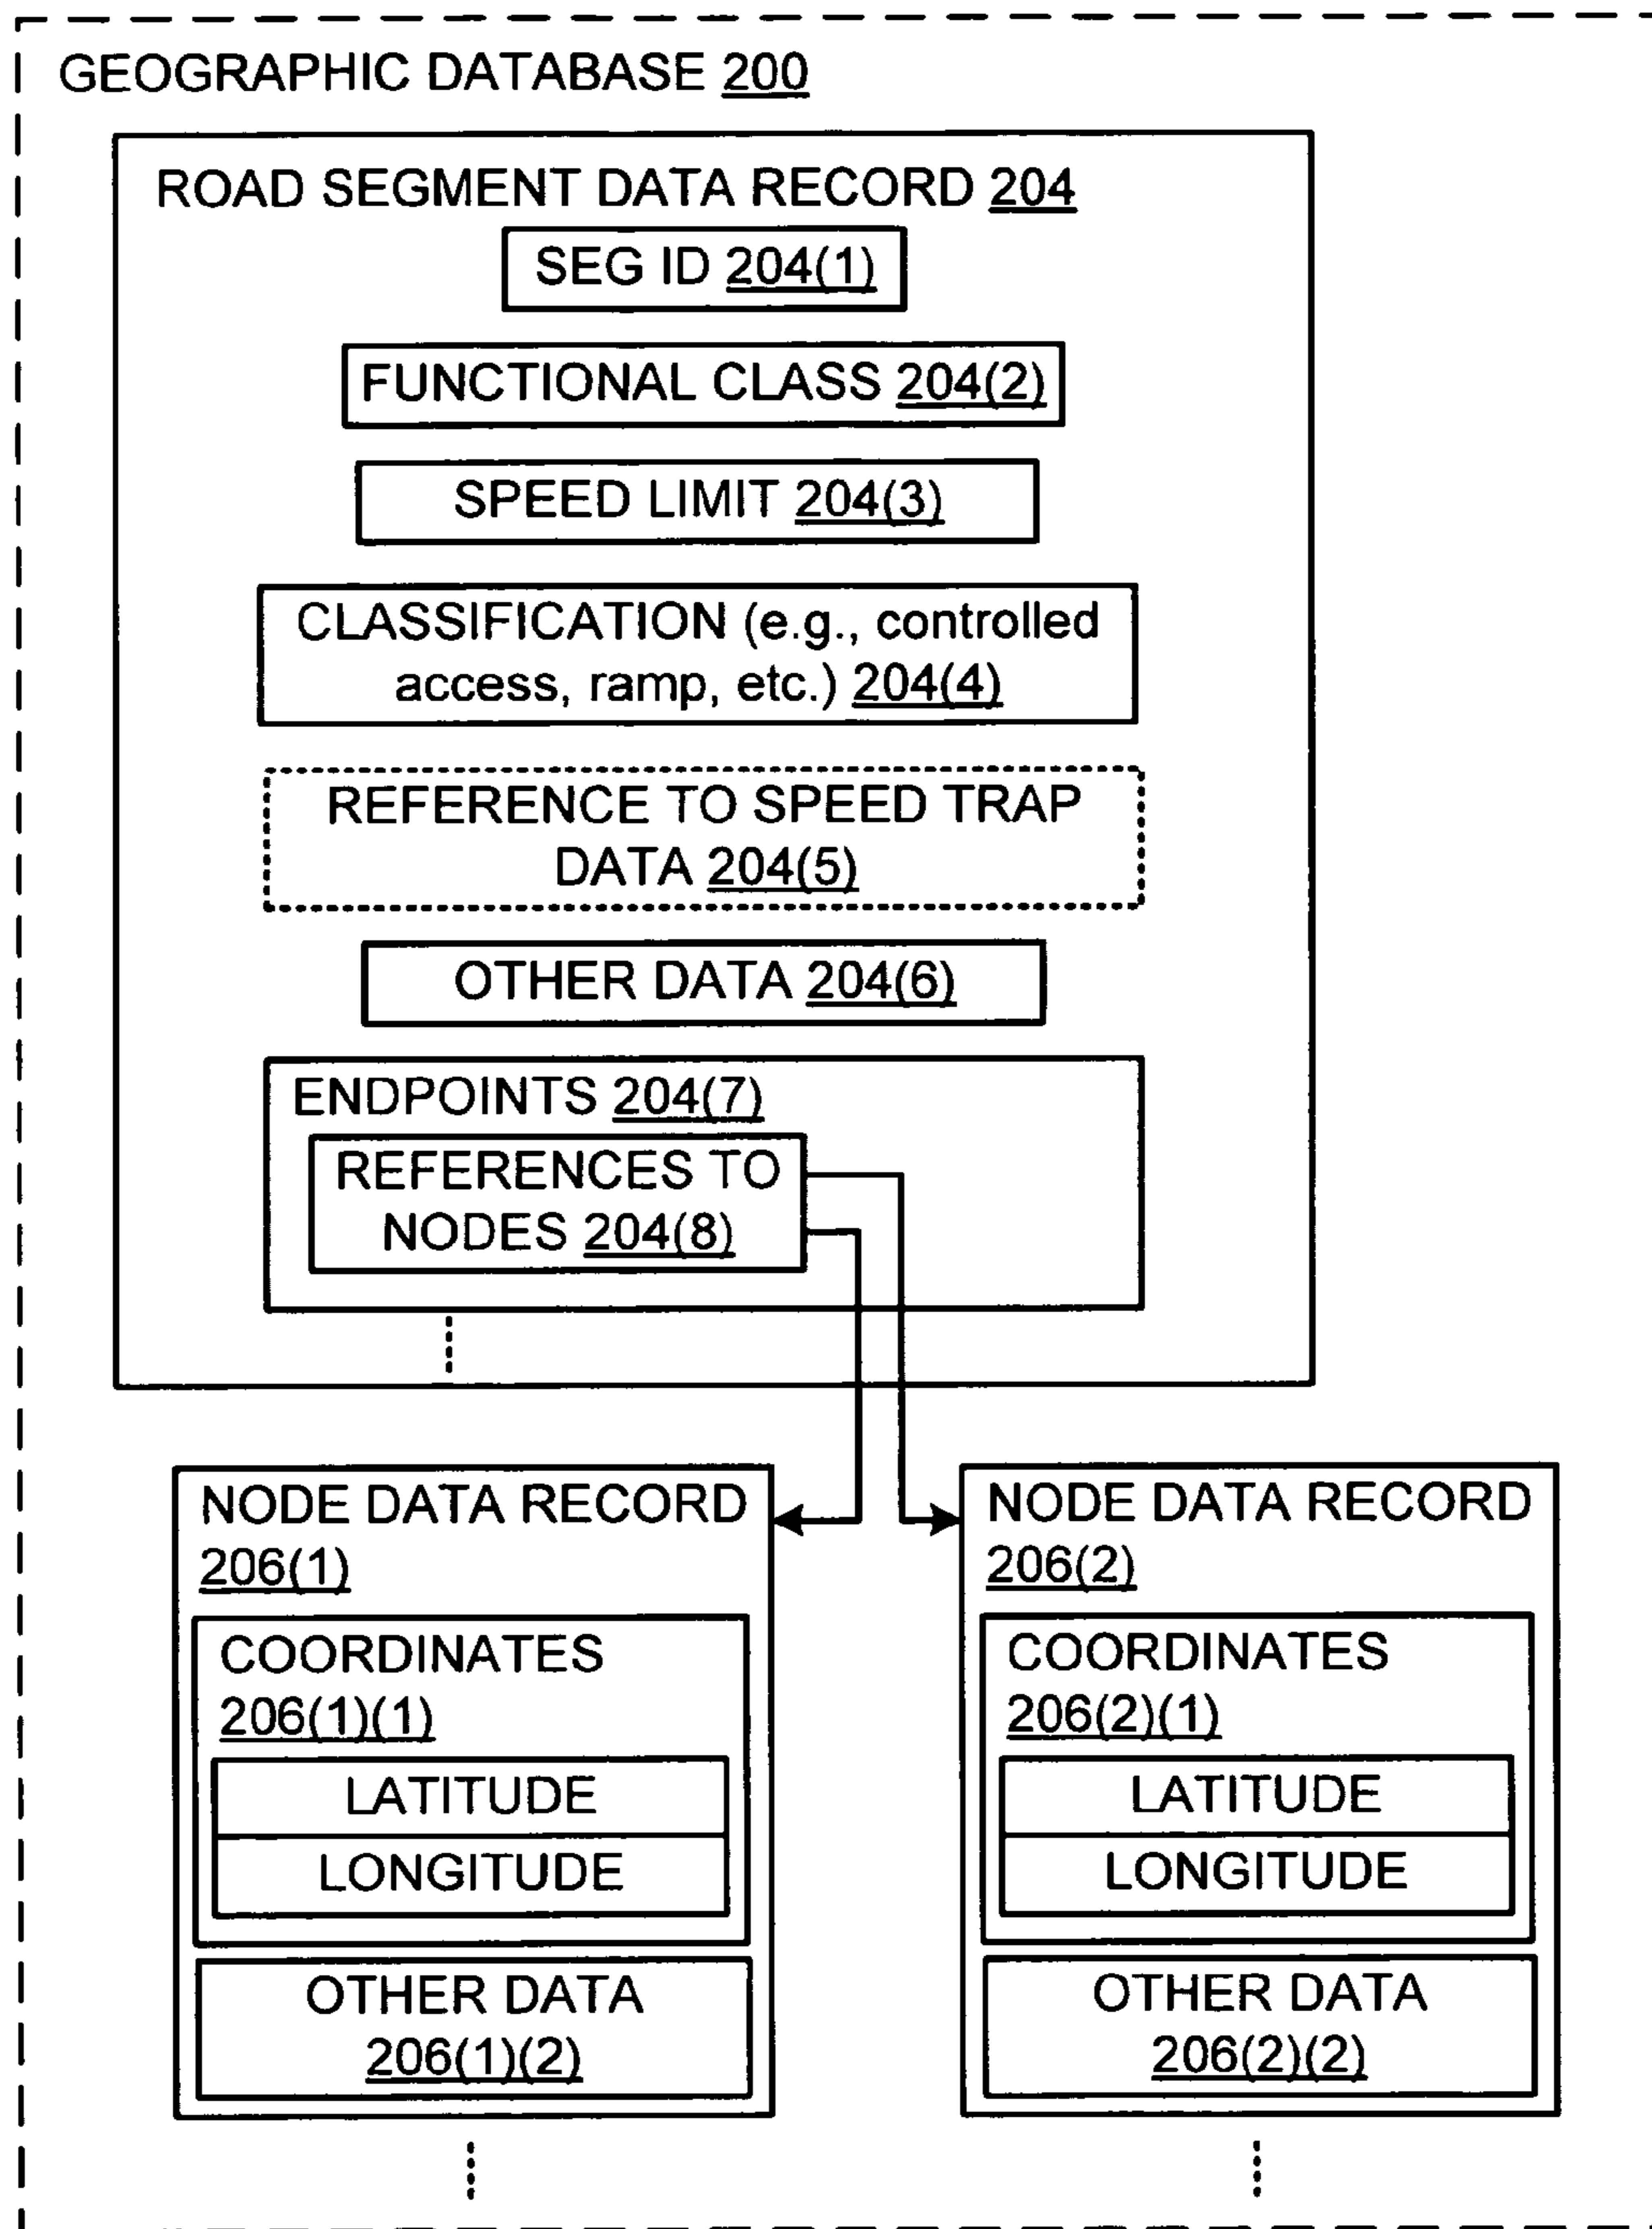 GEOGRAPHIC DATABASE 200
ROAD SEGMENT DATA RECORD 204
SEG ID 204(1)
FUNCTIONAL CLASS 204(2)
SPEED LIMIT 204(3)
CLASSIFICATION (e.g., controlled
access, ramp, etc.) 204(4)
REFERENCE TO SPEED TRAP
DATA 204(5)
OTHER DATA 204(6)
ENDPOINTS 204(7)
REFERENCES TO
NODES 204(8)
NODE DATA RECORD
206(1)
COORDINATES
206(1)(1)
LATITUDE
LONGITUDE
OTHER DATA
206(1)(2)
NODE DATA RECORD
206(2)
COORDINATES
206(2)(1)
LATITUDE
LONGITUDE
OTHER DATA
206(2)(2)